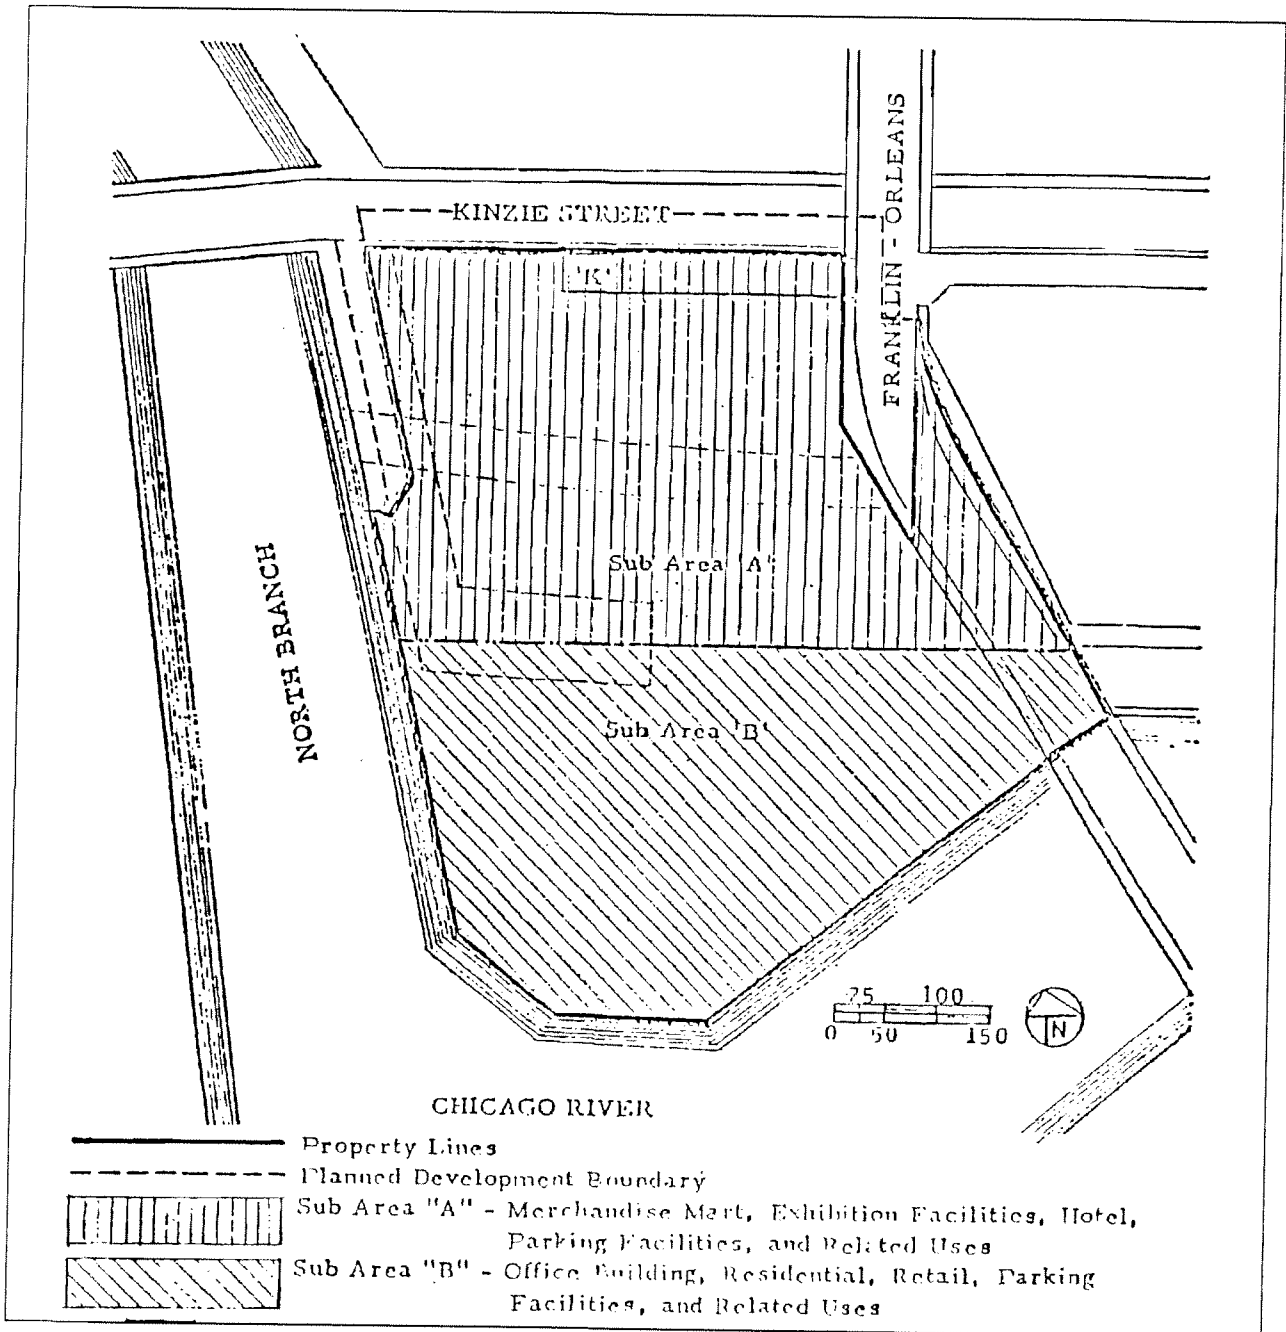 KINZIE STREET
FRANKLIN - ORLEANS
'K'
Sub Area 'A'
NORTH BRANCH
Sub Area 'B'
75 100
0 50 150
N
CHICAGO RIVER
Property Lines
Planned Development Boundary
Sub Area "A" - Merchandise Mart, Exhibition Facilities, Hotel,
Parking Facilities, and Related Uses
Sub Area "B" - Office Building, Residential, Retail, Parking
Facilities, and Related Uses